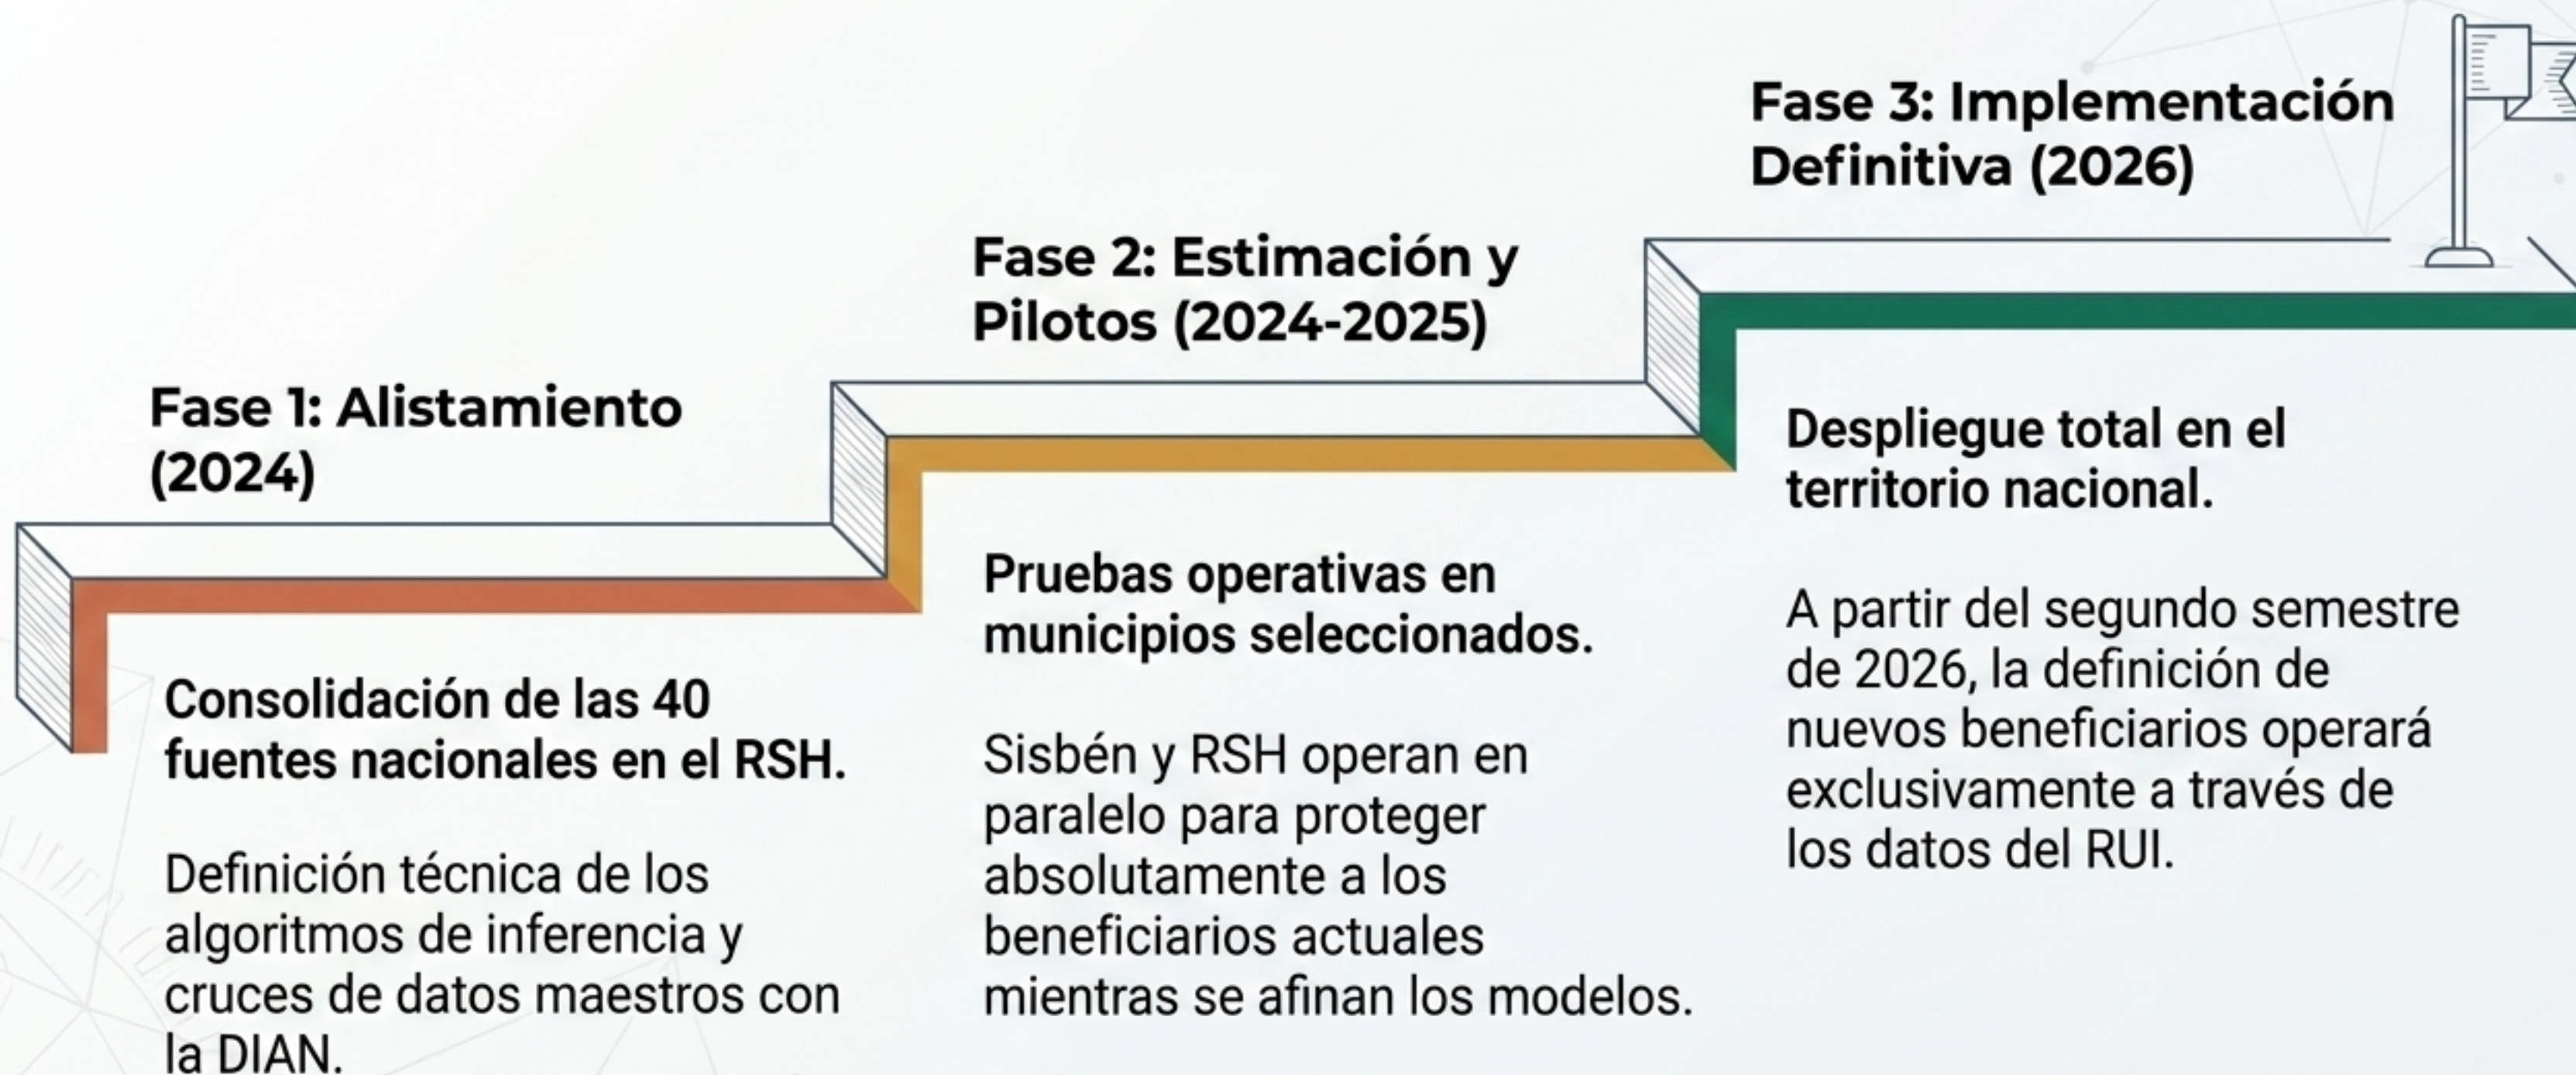 Fase 1: Alistamiento
(2024)
Consolidación de las 40
fuentes nacionales en el RSH.
Definición técnica de los
algoritmos de inferencia y
cruces de datos maestros con
la DIAN.
Fase 2: Estimación y
Pilotos (2024-2025)
Pruebas operativas en
municipios seleccionados.
Sisbén y RSH operan en
paralelo para proteger
absolutamente a los
beneficiarios actuales
mientras se afinan los modelos.
Fase 3: Implementación
Definitiva (2026)
Despliegue total en el
territorio nacional.
A partir del segundo semestre
de 2026, la definición de
nuevos beneficiarios operará
exclusivamente a través de
los datos del RUI.